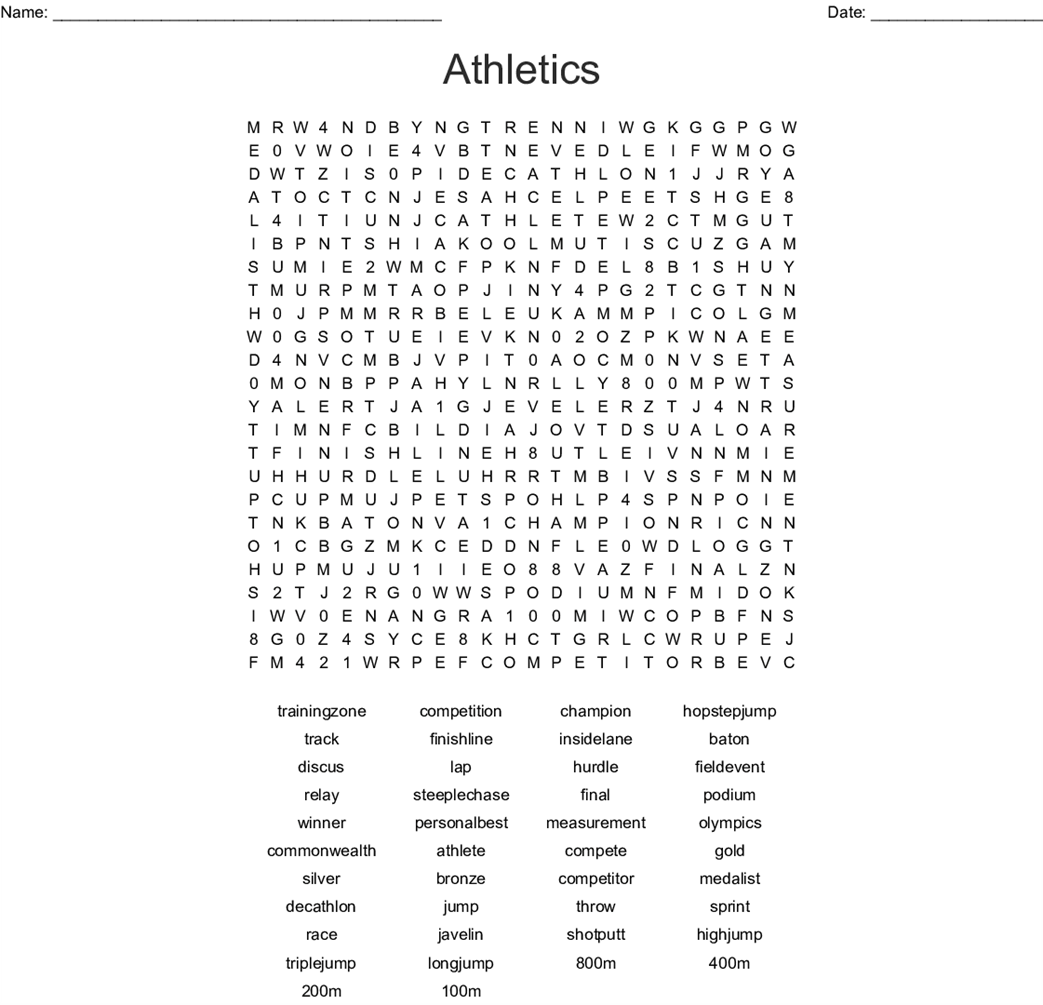 Name: ___________________________________________ Date: ___________________
Athletics
M R W 4 N D B Y N G T R E N N I W G K G G P G W
E 0 V W O I E 4 V B T N E V E D L E I F W M O G
D W T Z I S 0 P I D E C A T H L O N 1 J J R Y A
A T O C T C N J E S A H C E L P E E T S H G E 8
L 4 I T I U N J C A T H L E T E W 2 C T M G U T
I B P N T S H I A K O O L M U T I S C U Z G A M
S U M I E 2 W M C F P K N F D E L 8 B 1 S H U Y
T M U R P M T A O P J I N Y 4 P G 2 T C G T N N
H 0 J P M M R R B E L E U K A M M P I C O L G M
W 0 G S O T U E I E V K N 0 2 O Z P K W N A E E
D 4 N V C M B J V P I T 0 A O C M 0 N V S E T A
0 M O N B P P A H Y L N R L L Y 8 0 0 M P W T S
Y A L E R T J A 1 G J E V E L E R Z T J 4 N R U
T I M N F C B I L D I A J O V T D S U A L O A R
T F I N I S H L I N E H 8 U T L E I V N N M I E
U H H U R D L E L U H R R T M B I V S S F M N M
P C U P M U J P E T S P O H L P 4 S P N P O I E
T N K B A T O N V A 1 C H A M P I O N R I C N N
O 1 C B G Z M K C E D D N F L E 0 W D L O G G T
H U P M U J U 1 I I E O 8 8 V A Z F I N A L Z N
S 2 T J 2 R G 0 W W S P O D I U M N F M I D O K
I W V 0 E N A N G R A 1 0 0 M I W C O P B F N S
8 G 0 Z 4 S Y C E 8 K H C T G R L C W R U P E J
F M 4 2 1 W R P E F C O M P E T I T O R B E V C
trainingzone competition champion hopstepjump
track finishline insidelane baton
discus lap hurdle fieldevent
relay steeplechase final podium
winner personalbest measurement olympics
commonwealth athlete compete gold
silver bronze competitor medalist
decathlon jump throw sprint
race javelin shotputt highjump
triplejump longjump 800m 400m
200m 100m